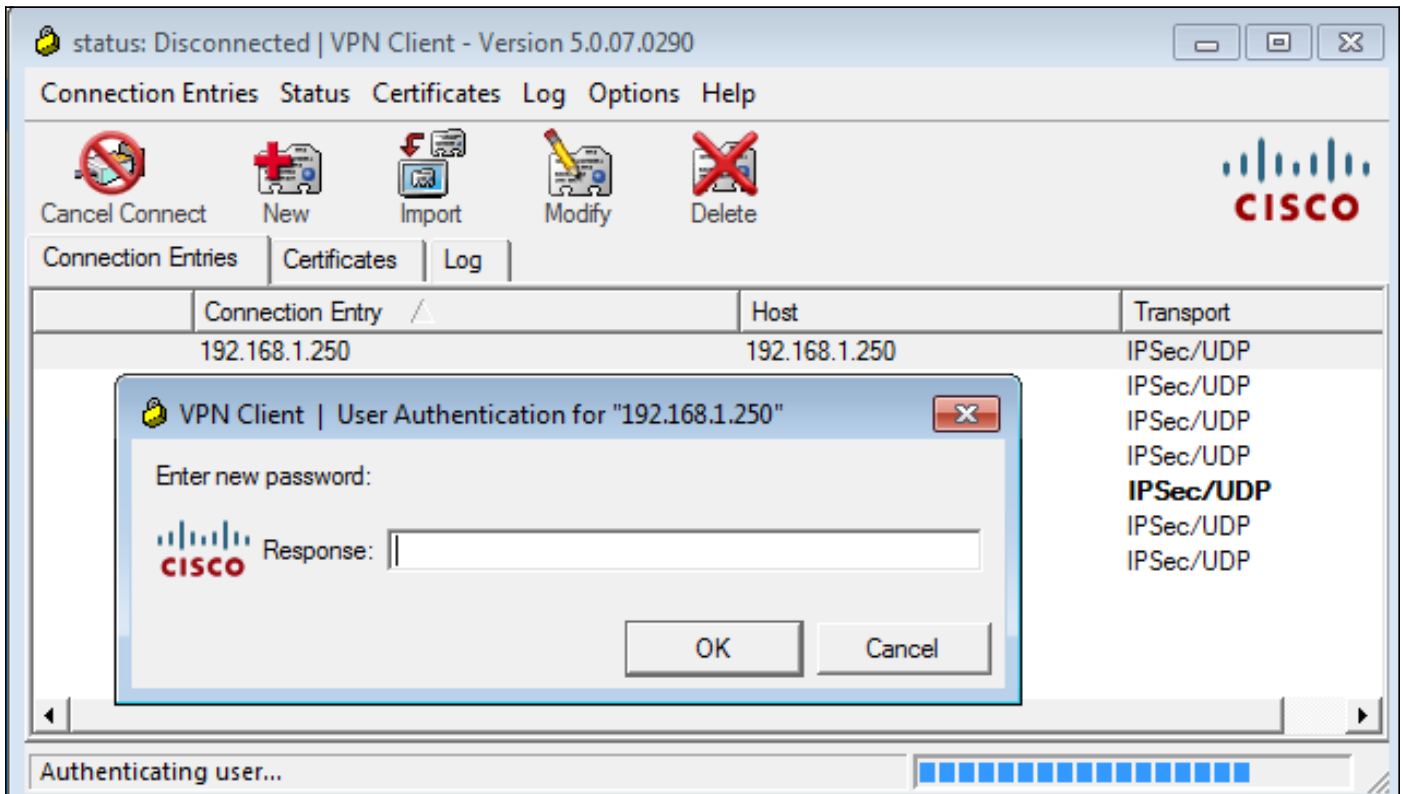 status: Disconnected | VPN Client - Version 5.0.07.0290
Connection Entries Status Certificates Log Options Help
Cancel Connect New Import Modify Delete
CISCO
Connection Entries Certificates Log
Connection Entry Host Transport
192.168.1.250 192.168.1.250 IPSec/UDP
IPSec/UDP
IPSec/UDP
IPSec/UDP
IPSec/UDP
IPSec/UDP
IPSec/UDP
VPN Client | User Authentication for "192.168.1.250"
Enter new password:
CISCO Response:
OK Cancel
Authenticating user...